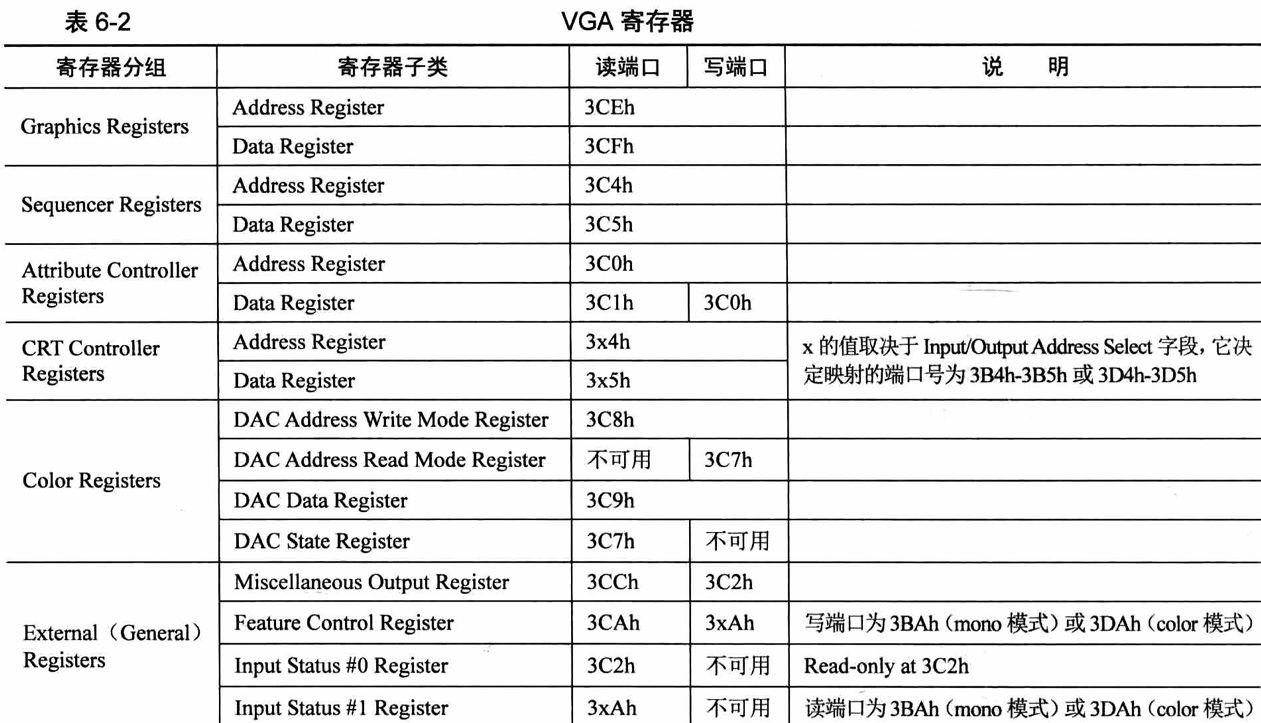 表 6-2 VGA 寄存器
寄存器分组 寄存器子类 读端口 写端口 说 明
Graphics Registers Address Register 3CEh
Data Register 3CFh
Sequencer Registers Address Register 3C4h
Data Register 3C5h
Attribute Controller Registers Address Register 3C0h
Data Register 3C1h 3C0h
CRT Controller Registers Address Register 3x4h x 的值取决于 Input/Output Address Select 字段，它决
Data Register 3x5h 定映射的端口号为 3B4h-3B5h 或 3D4h-3D5h
Color Registers DAC Address Write Mode Register 3C8h
DAC Address Read Mode Register 不可用 3C7h
DAC Data Register 3C9h
DAC State Register 3C7h 不可用
External（General）Registers Miscellaneous Output Register 3CCh 3C2h
Feature Control Register 3CAh 3xAh 写端口为 3BAh（mono 模式）或 3DAh（color 模式）
Input Status #0 Register 3C2h 不可用 Read-only at 3C2h
Input Status #1 Register 3xAh 不可用 读端口为 3BAh（mono 模式）或 3DAh（color 模式）